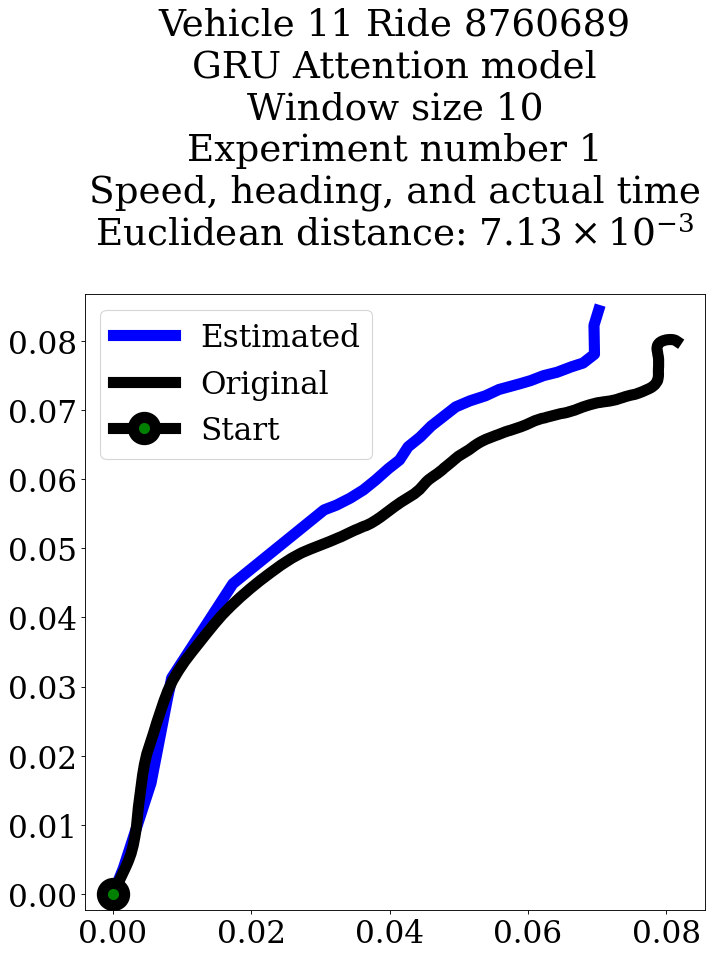 Vehicle 11 Ride 8760689
GRU Attention model
Window size 10
Experiment number 1
Speed, heading, and actual time
Euclidean distance: 7.13 × 10⁻³
Estimated
Original
Start
0.08
0.07
0.06
0.05
0.04
0.03
0.02
0.01
0.00
0.00 0.02 0.04 0.06 0.08